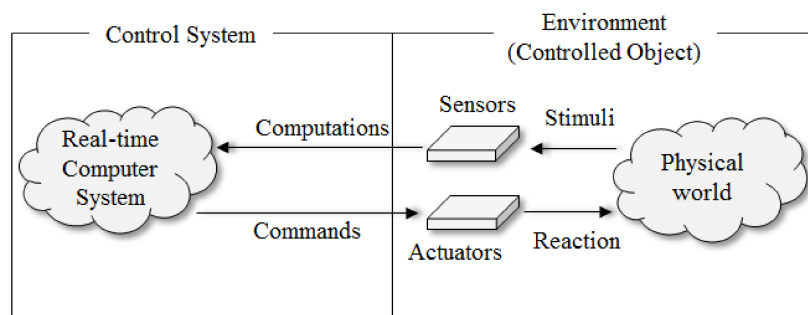 Control System
Environment
(Controlled Object)
Sensors
Stimuli
Computations
Real-time
Computer
System
Physical
world
Commands
Actuators
Reaction